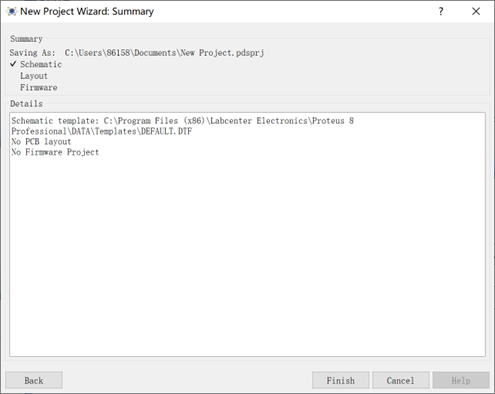 New Project Wizard: Summary
?
Summary
Saving As: C:\Users\86158\Documents\New Project.pdsprj
✓ Schematic
Layout
Firmware
Details
Schematic template: C:\Program Files (x86)\Labcenter Electronics\Proteus 8
Professional\DATA\Templates\DEFAULT.DTF
No PCB layout
No Firmware Project
Back
Finish
Cancel
Help